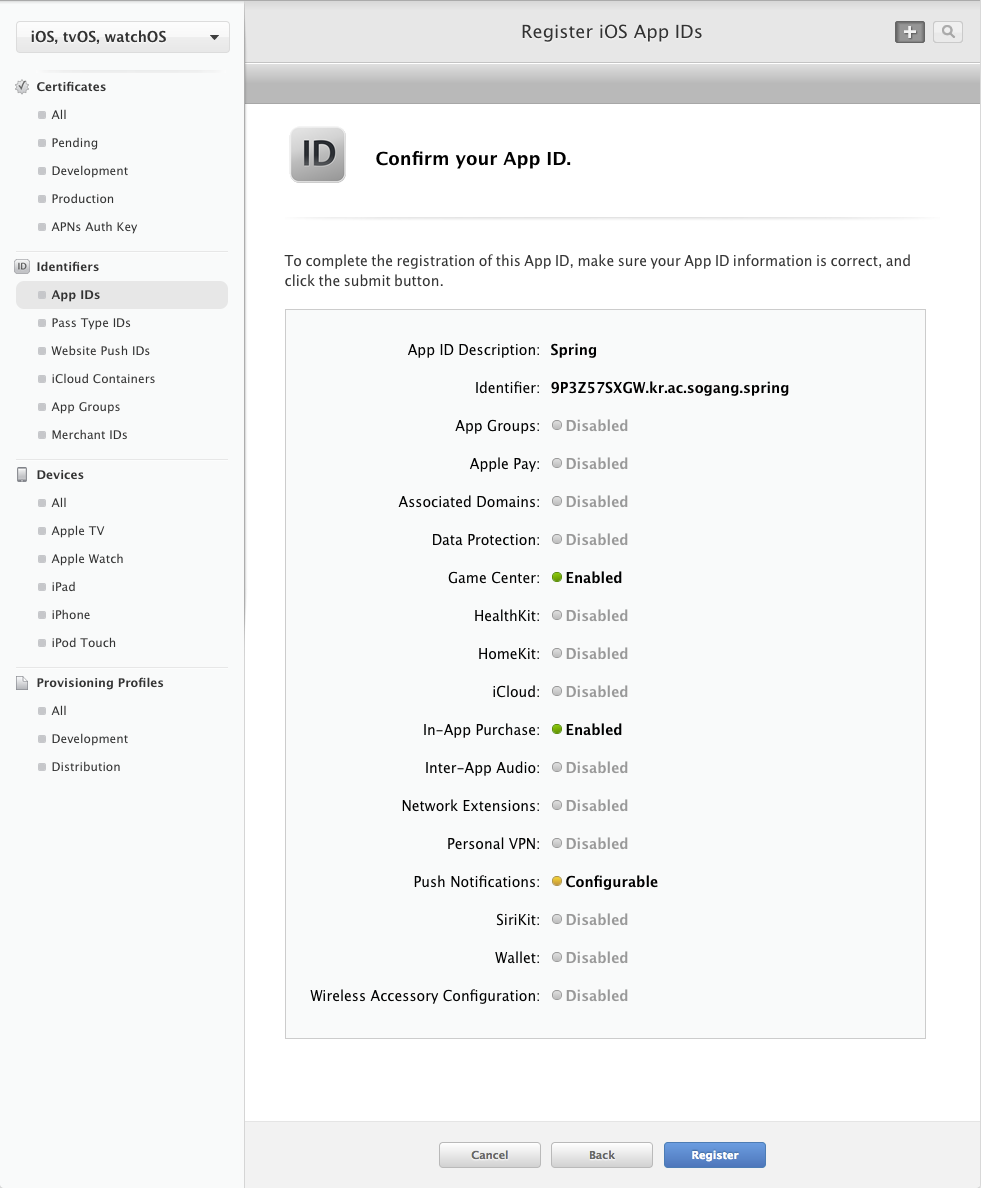 iOS, tvOS, watchOS
Certificates
All
Pending
Development
Production
APNs Auth Key
ID Identifiers
App IDs
Pass Type IDs
Website Push IDs
iCloud Containers
App Groups
Merchant IDs
Devices
All
Apple TV
Apple Watch
iPad
iPhone
iPod Touch
Provisioning Profiles
All
Development
Distribution
Register iOS App IDs
ID
Confirm your App ID.
To complete the registration of this App ID, make sure your App ID information is correct, and
click the submit button.
App ID Description: Spring
Identifier: 9P3Z57SXGW.kr.ac.sogang.spring
App Groups: Disabled
Apple Pay: Disabled
Associated Domains: Disabled
Data Protection: Disabled
Game Center: Enabled
HealthKit: Disabled
HomeKit: Disabled
iCloud: Disabled
In-App Purchase: Enabled
Inter-App Audio: Disabled
Network Extensions: Disabled
Personal VPN: Disabled
Push Notifications: Configurable
SiriKit: Disabled
Wallet: Disabled
Wireless Accessory Configuration: Disabled
Cancel Back Register